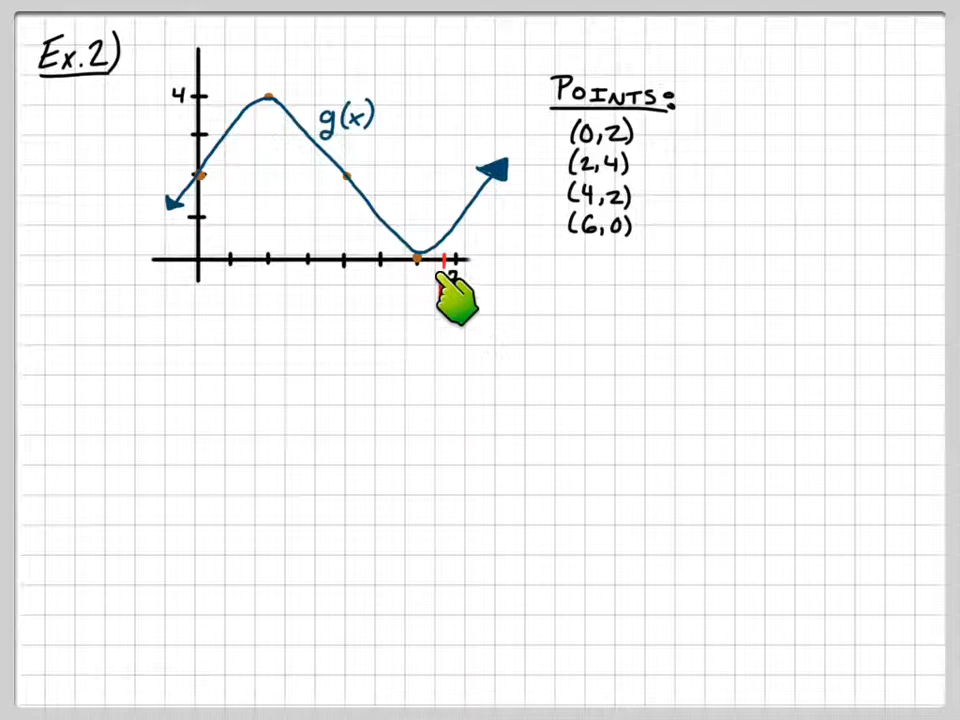 Ex.2)
4
g(x)
POINTS:
(0,2)
(2,4)
(4,2)
(6,0)